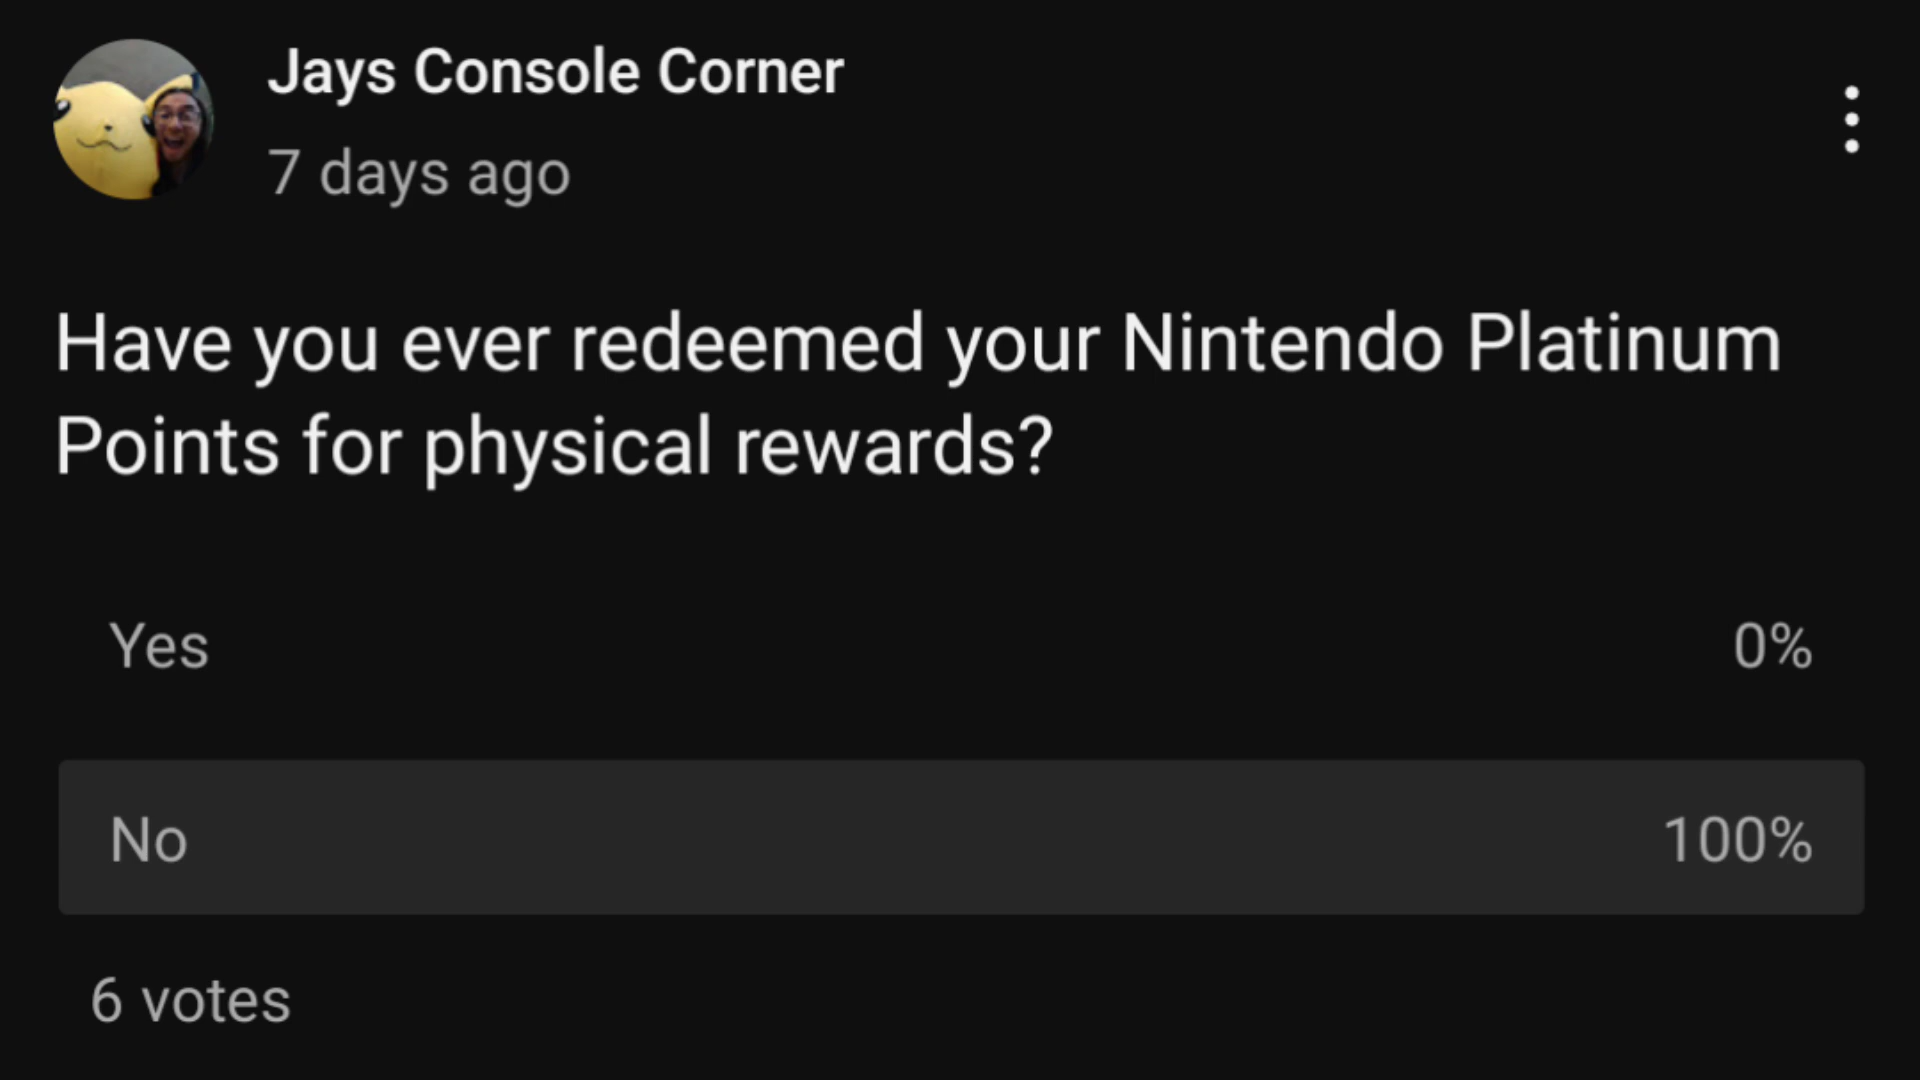 Jays Console Corner
7 days ago
Have you ever redeemed your Nintendo Platinum
Points for physical rewards?
Yes 0%
No 100%
6 votes